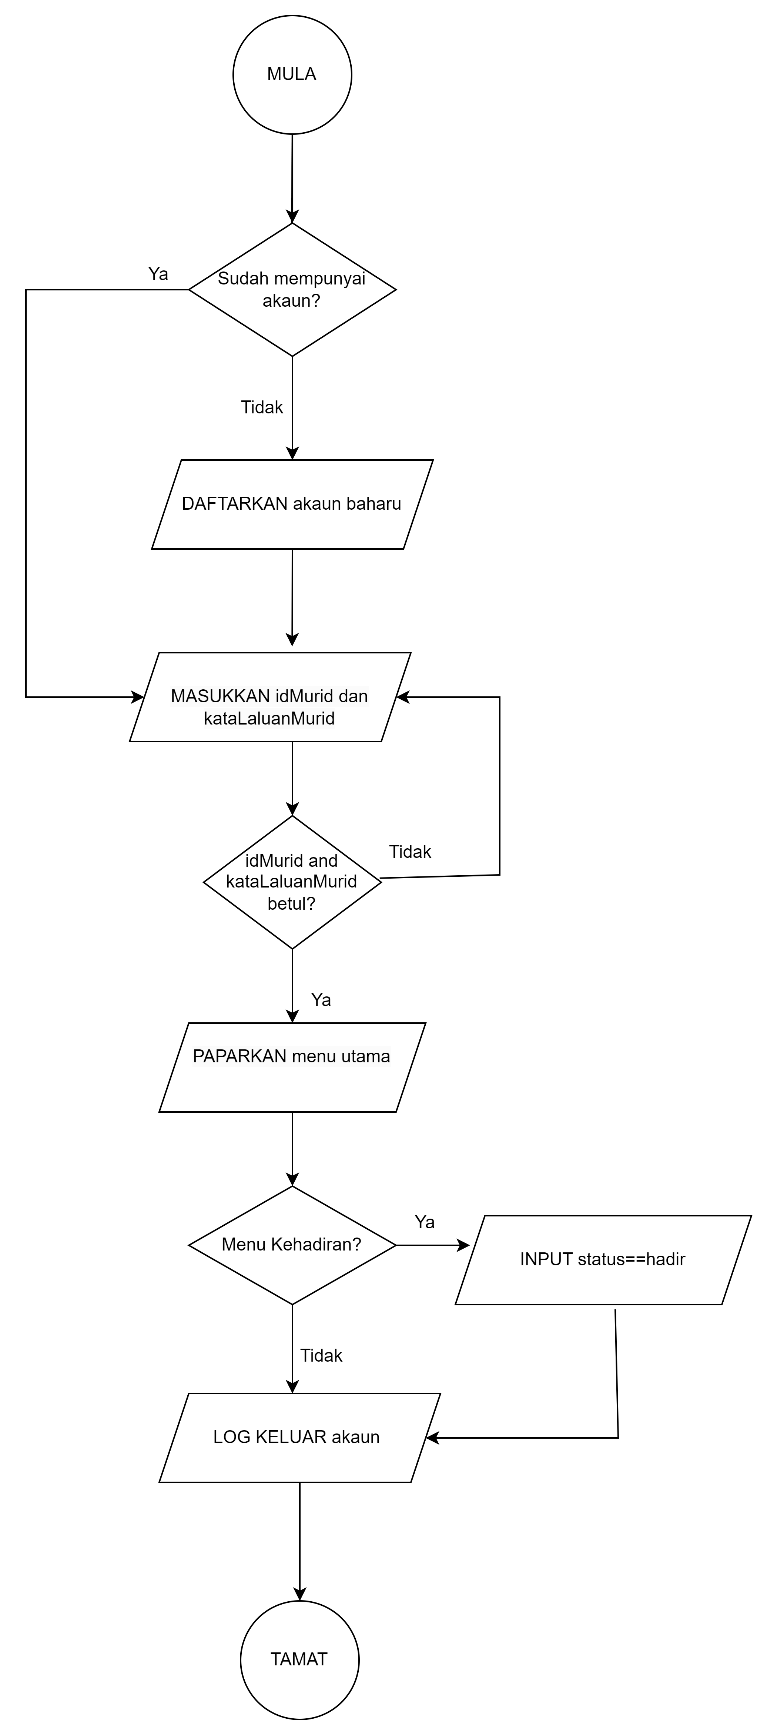 MULA
Ya
Sudah mempunyai
akaun?
Tidak
DAFTARKAN akaun baharu
MASUKKAN idMurid dan
kataLaluanMurid
Tidak
idMurid and
kataLaluanMurid
betul?
Ya
PAPARKAN menu utama
Menu Kehadiran?
Ya
INPUT status==hadir
Tidak
LOG KELUAR akaun
TAMAT